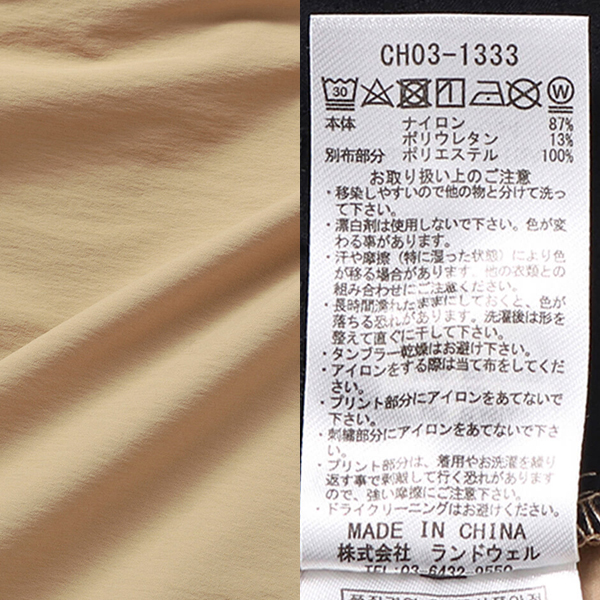 CH03-1333
30 W
本体 ナイロン 87%
ポリウレタン 13%
別布部分 ポリエステル 100%
お取り扱い上のご注意
・移染しやすいので他の物と分けて洗っ
て下さい。
・漂白剤は使用しないで下さい。色が変
わる事があります。
・汗や摩擦（特に湿った状態）により色
が移る場合があります。他の衣類との
組み合わせにご注意ください。
・長時間濡れたままにしておくと、色が
落ちる恐れがあります。洗濯後は形を
整えて直ぐに干して下さい。
・タンブラー乾燥はお避け下さい。
・アイロンをする際は当て布をしてくだ
さい。
・プリント部分にアイロンをあてないで下
さい。
・刺繍部分にアイロンをあてないで下さ
い。
・プリント部分は、着用やお洗濯を繰り
返す事で剥離して行く恐れがあります
ので、強い摩擦にご注意下さい。
・ドライクリーニングはお避けください。
MADE IN CHINA
株式会社 ランドウェル
TEL:03-6432-0550